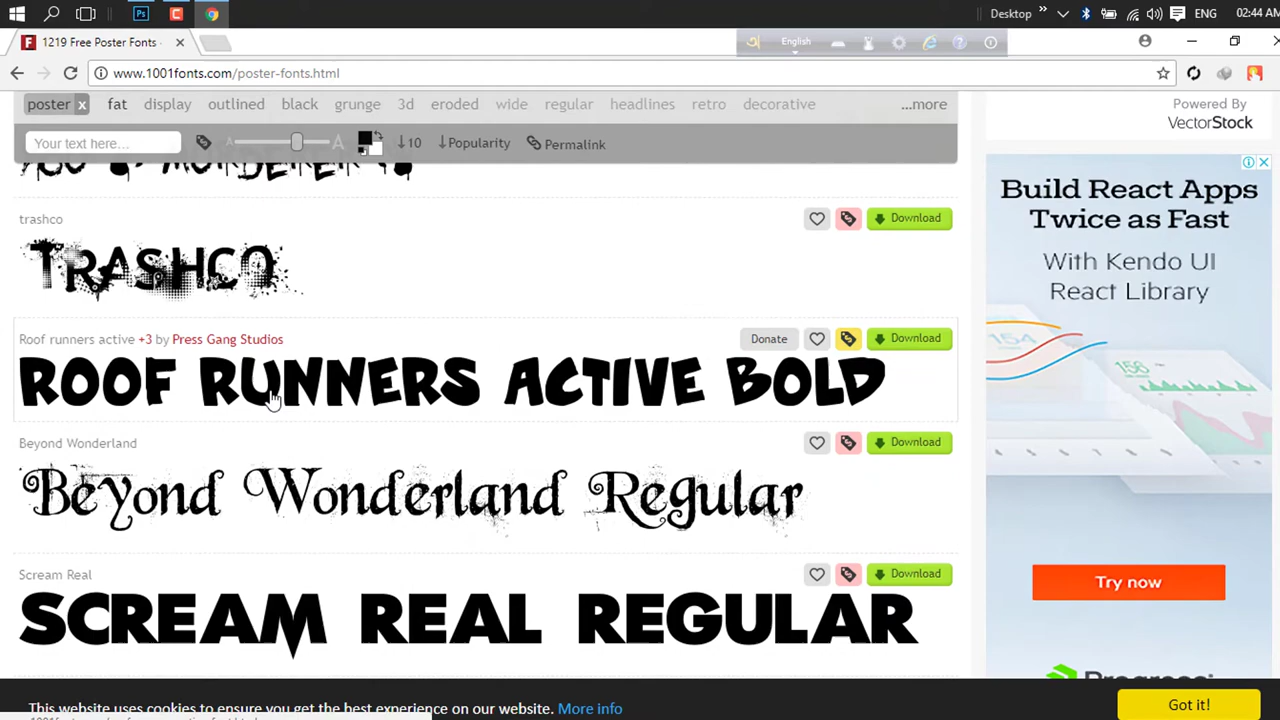 Desktop
ENG
02:44 AM
1219 Free Poster Fonts
English
www.1001fonts.com/poster-fonts.html
poster x fat display outlined black grunge 3d eroded wide regular headlines retro decorative ...more
Your text here... A A ↓10 ↓Popularity Permalink
Powered By
VectorStock
trashco
Download
TRASHCO
Roof runners active +3 by Press Gang Studios
Donate
Download
ROOF RUNNERS ACTIVE BOLD
Beyond Wonderland
Download
Beyond Wonderland Regular
Scream Real
Download
SCREAM REAL REGULAR
Build React Apps
Twice as Fast
With Kendo UI
React Library
Try now
This website uses cookies to ensure you get the best experience on our website. More info
Got it!